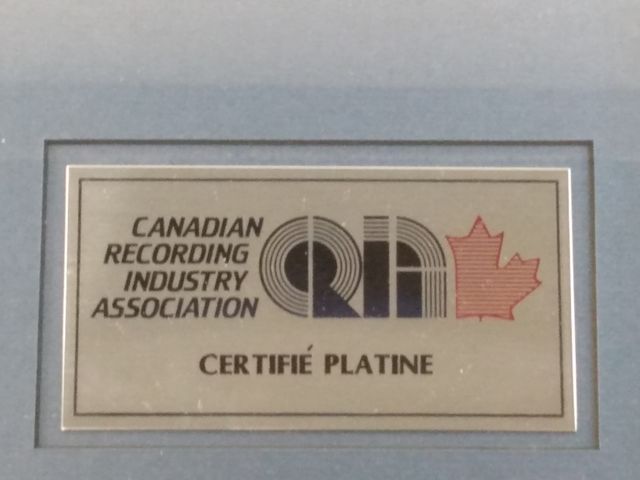 CANADIAN
RECORDING
INDUSTRY
ASSOCIATION
CRIA
CERTIFIÉ PLATINE